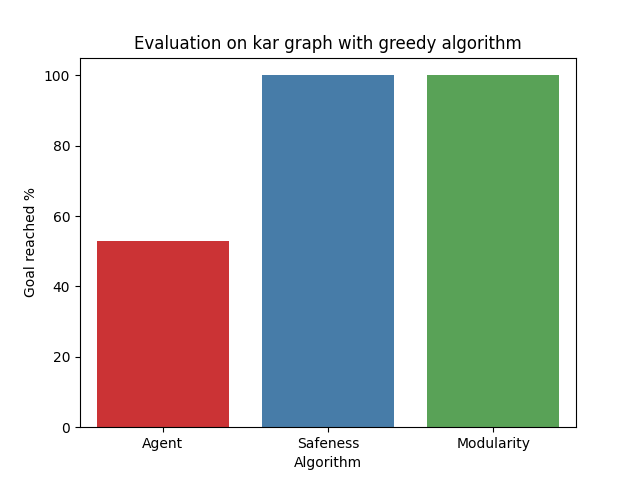 Evaluation on kar graph with greedy algorithm
Goal reached %
100
80
60
40
20
0
Agent Safeness Modularity
Algorithm